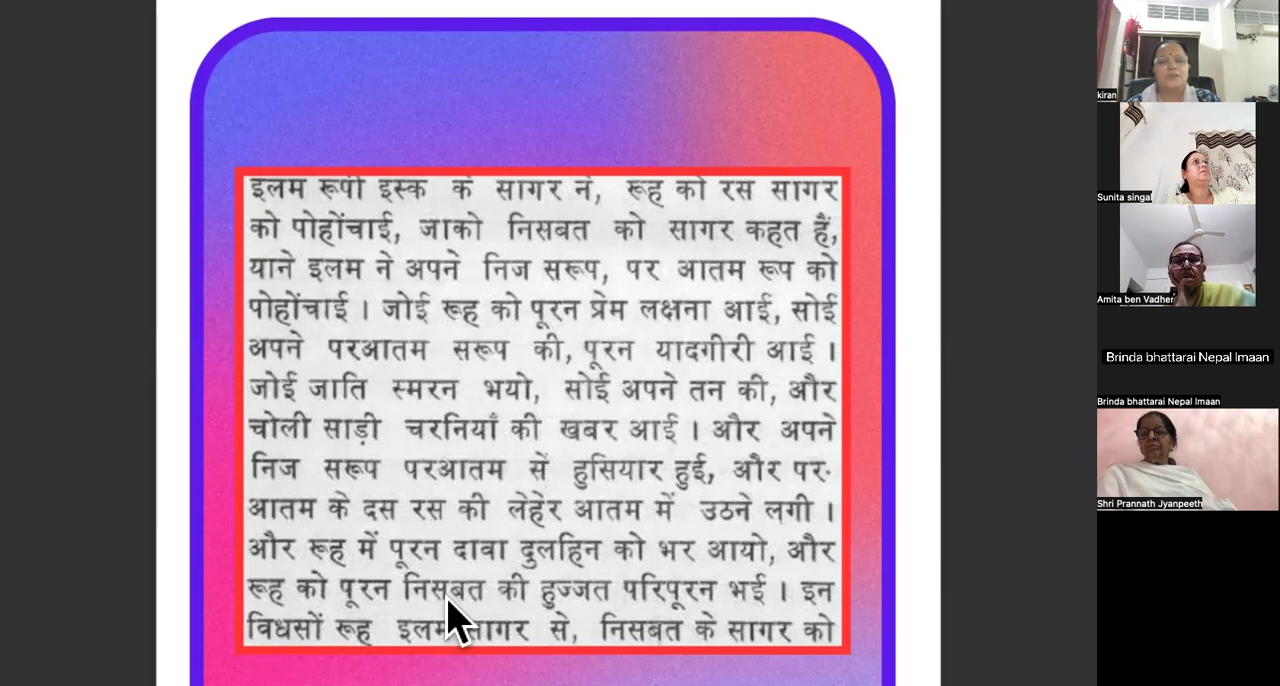 इलम रूपी इस्क के सागर ने, रूह को रस सागर
को पोहोंचाई, जाको निसबत को सागर कहत हैं,
याने इलम ने अपने निज सरूप, पर आतम रूप को
पोहोंचाई । जोई रूह को पूरन प्रेम लक्षना आई, सोई
अपने परआतम सरूप की, पूरन यादगीरी आई ।
जोई जाति स्मरन भयो, सोई अपने तन की, और
चोली साड़ी चरनियाँ की खबर आई । और अपने
निज सरूप परआतम सें हुसियार हुई, और पर-
आतम के दस रस की लेहेर आतम में उठने लगी ।
और रूह में पूरन दावा दुलहिन को भर आयो, और
रूह को पूरन निसबत की हुज्जत परिपूरन भई । इन
विधसों रूह इलम सागर से, निसबत के सागर को
kiran
Sunita singal
Amita ben Vadher
Brinda bhattarai Nepal Imaan
Brinda bhattarai Nepal Imaan
Shri Prannath Jyanpeeth